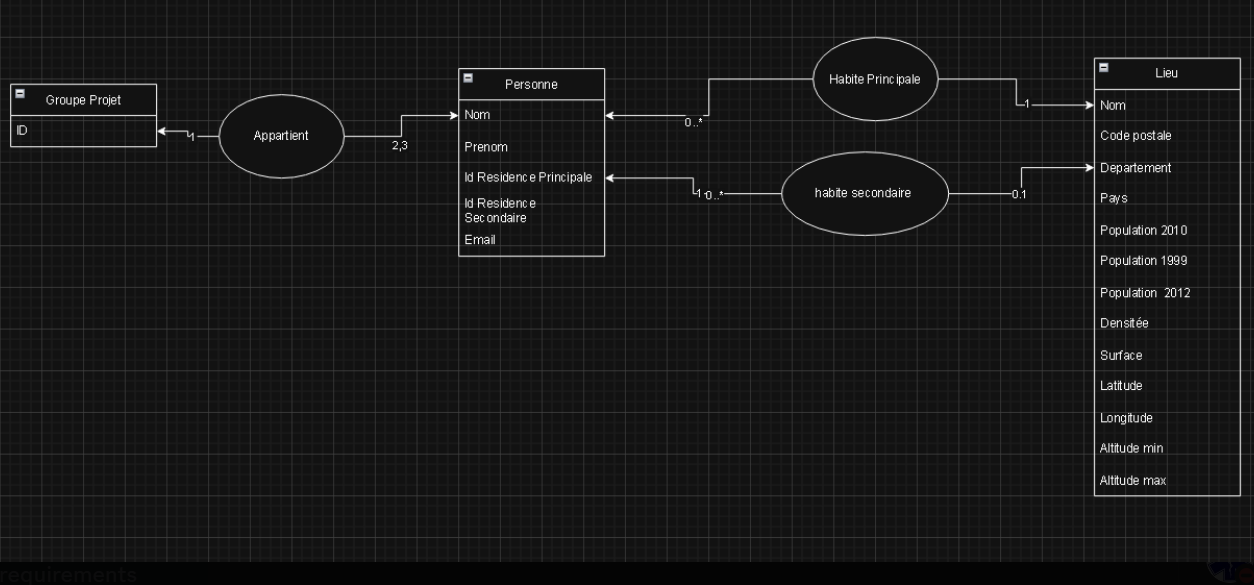 Groupe Projet
ID
1
Appartient
2,3
Personne
Nom
Prenom
Id Residence Principale
Id Residence
Secondaire
Email
0..*
Habite Principale
1
1
0..*
habite secondaire
0.1
Lieu
Nom
Code postale
Departement
Pays
Population 2010
Population 1999
Population 2012
Densitée
Surface
Latitude
Longitude
Altitude min
Altitude max
requirements